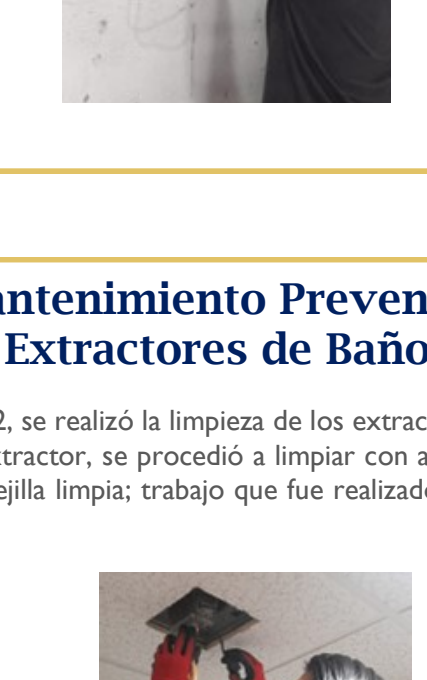 ntenimiento Preven
Extractores de Baño
2, se realizó la limpieza de los extrac
tractor, se procedió a limpiar con a
ejilla limpia; trabajo que fue realizad